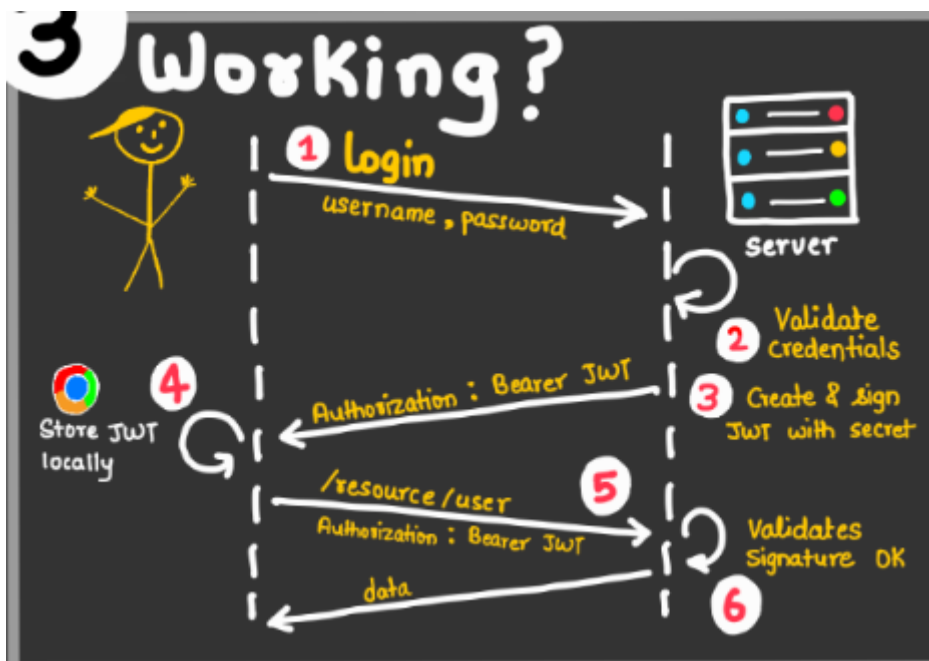 3
Working?
1 Login
username, password
Server
2 Validate
Credentials
3 Create & Sign
JWT with secret
Authorization : Bearer JWT
4
Store JWT
locally
5
/resource/user
Authorization : Bearer JWT
Validates
Signature OK
6
data